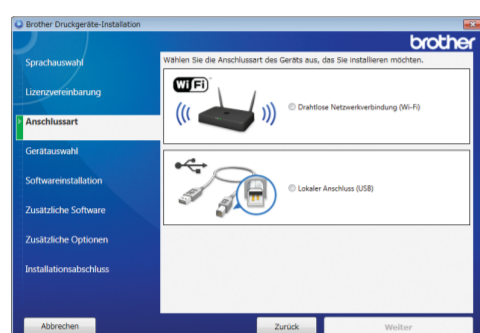 Brother Druckgeräte-Installation
brother
Sprachauswahl
Lizenzvereinbarung
Anschlussart
Gerätauswahl
Softwareinstallation
Zusätzliche Software
Zusätzliche Optionen
Installationsabschluss
Wählen Sie die Anschlussart des Geräts aus, das Sie installieren möchten.
WiFi
Drahtlose Netzwerkverbindung (Wi-Fi)
Lokaler Anschluss (USB)
Abbrechen
Zurück
Weiter